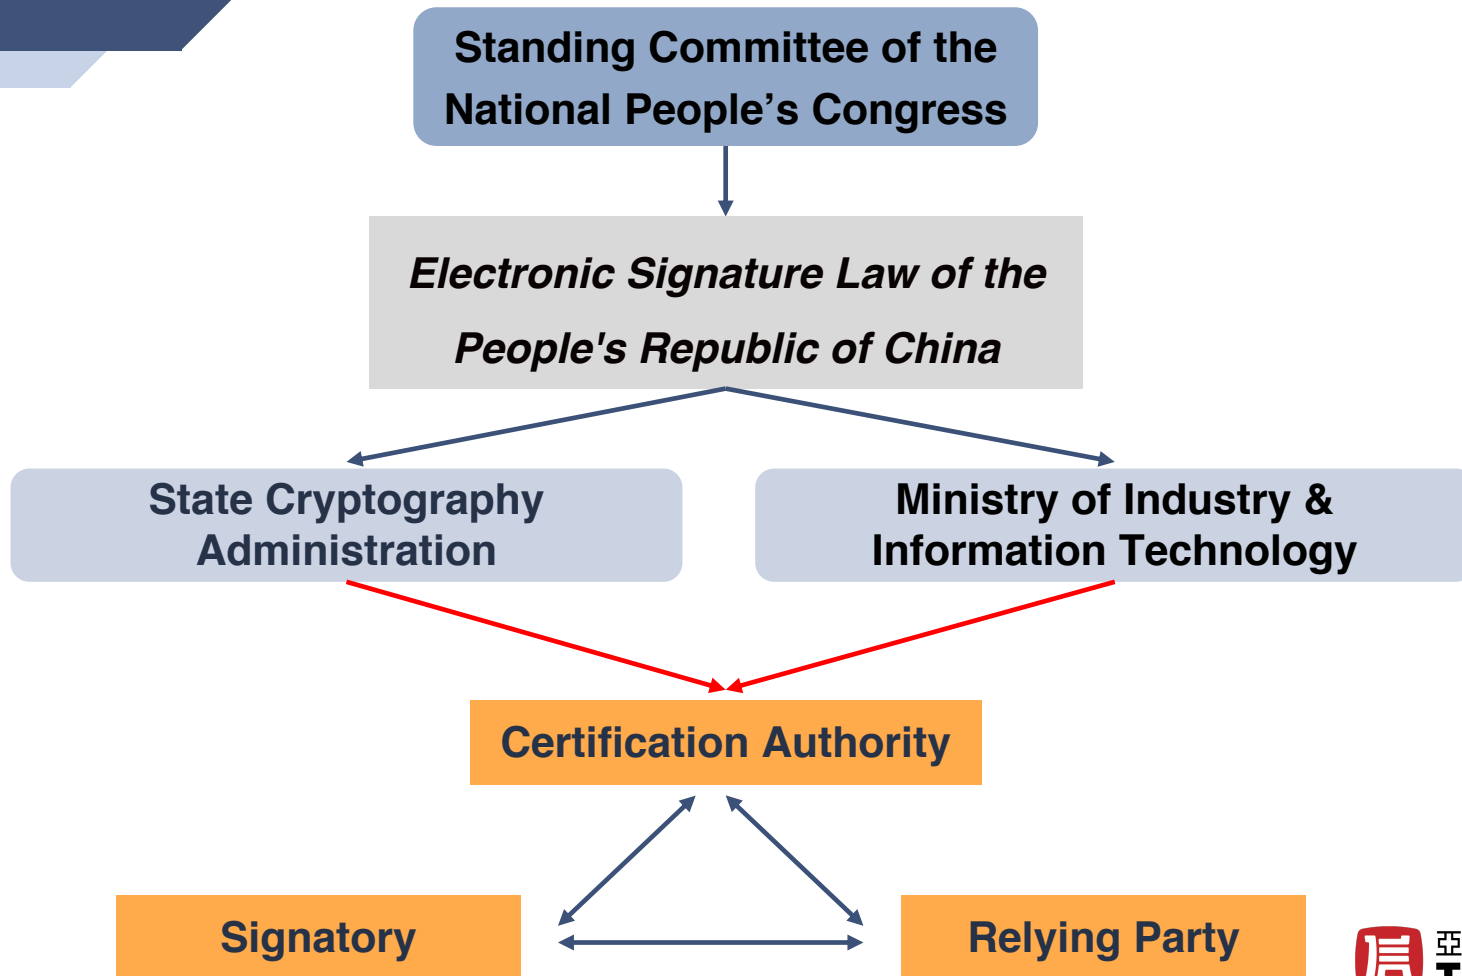 Standing Committee of the
National People’s Congress
Electronic Signature Law of the
People's Republic of China
State Cryptography
Administration
Ministry of Industry &
Information Technology
Certification Authority
Signatory
Relying Party
亞